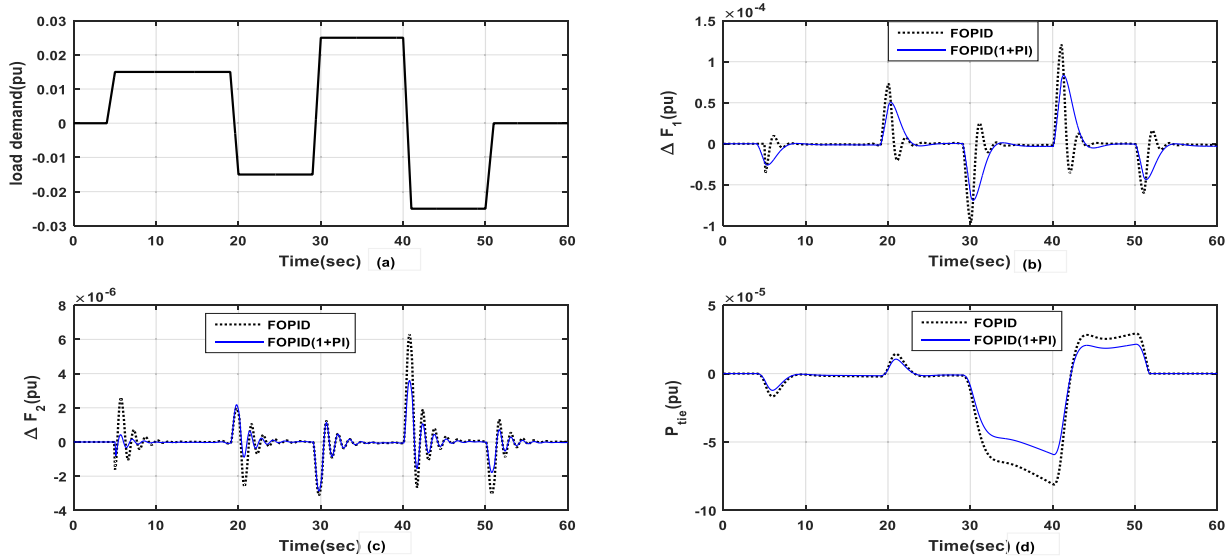 load demand(pu)
0.03
0.02
0.01
0
-0.01
-0.02
-0.03
0 10 20 30 40 50 60
Time(sec) (a)
×10⁻⁴
Δ F₁(pu)
1.5
1
0.5
0
-0.5
-1
FOPID
FOPID(1+PI)
0 10 20 30 40 50 60
Time(sec) (b)
×10⁻⁶
Δ F₂(pu)
8
6
4
2
0
-2
-4
FOPID
FOPID(1+PI)
0 10 20 30 40 50 60
Time(sec) (c)
×10⁻⁵
P_tie(pu)
5
0
-5
-10
FOPID
FOPID(1+PI)
0 10 20 30 40 50 60
Time(sec) (d)